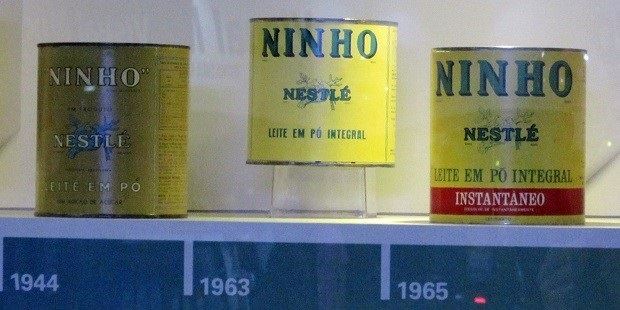 NINHO"
NESTLÉ
LEITE EM PÓ
NINHO
NESTLÉ
LEITE EM PÓ INTEGRAL
NINHO
NESTLÉ
LEITE EM PÓ INTEGRAL
INSTANTÂNEO
1944
1963
1965